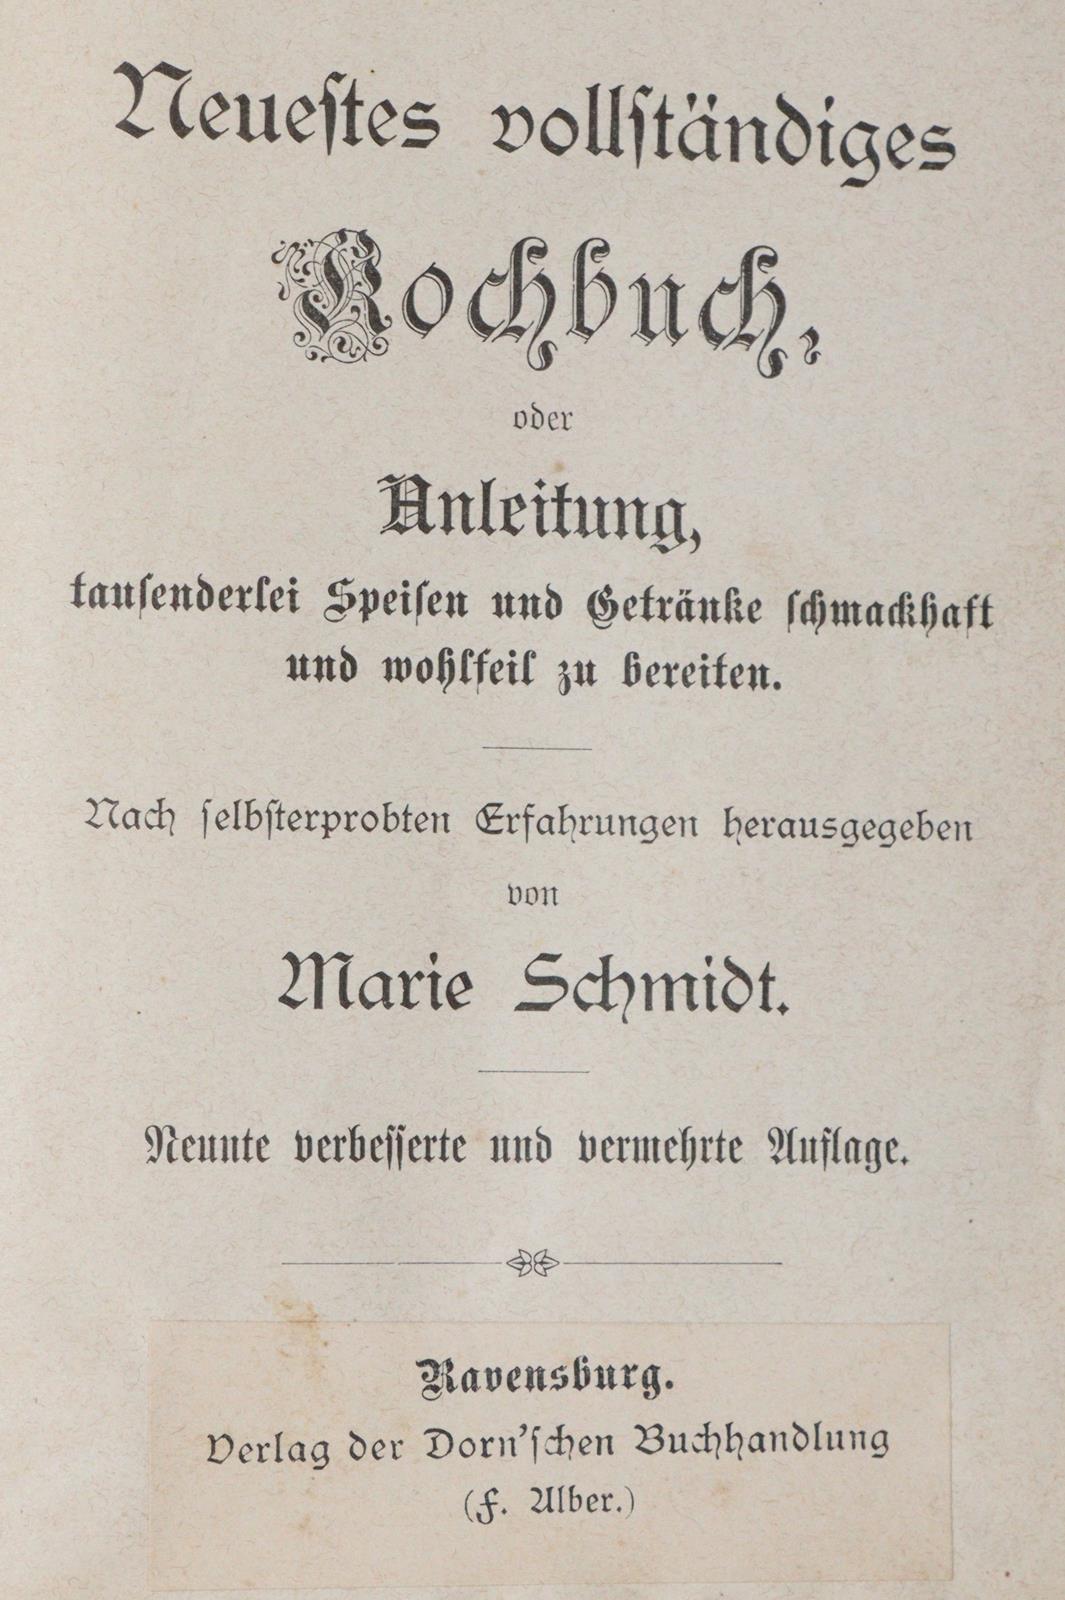 Neueſtes vollſtändiges
Kochbuch,
oder
Anleitung,
tauſenderlei Speiſen und Getränke ſchmackhaft
und wohlfeil zu bereiten.
Nach ſelbſterprobten Erfahrungen herausgegeben
von
Marie Schmidt.
Neunte verbeſſerte und vermehrte Auflage.
Ravensburg.
Verlag der Dorn'ſchen Buchhandlung
(F. Alber.)